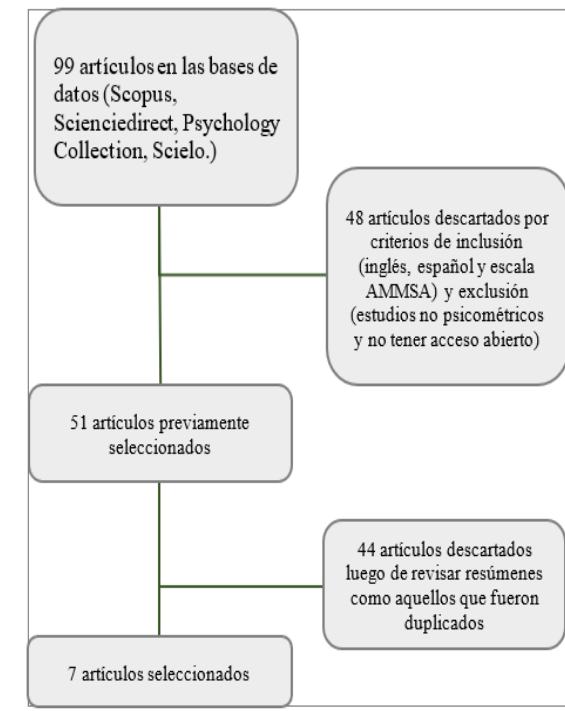 99 artículos en las bases de
datos (Scopus,
Scienciedirect, Psychology
Collection, Scielo.)
48 artículos descartados por
criterios de inclusión
(inglés, español y escala
AMMSA) y exclusión
(estudios no psicométricos
y no tener acceso abierto)
51 artículos previamente
seleccionados
44 artículos descartados
luego de revisar resúmenes
como aquellos que fueron
duplicados
7 artículos seleccionados